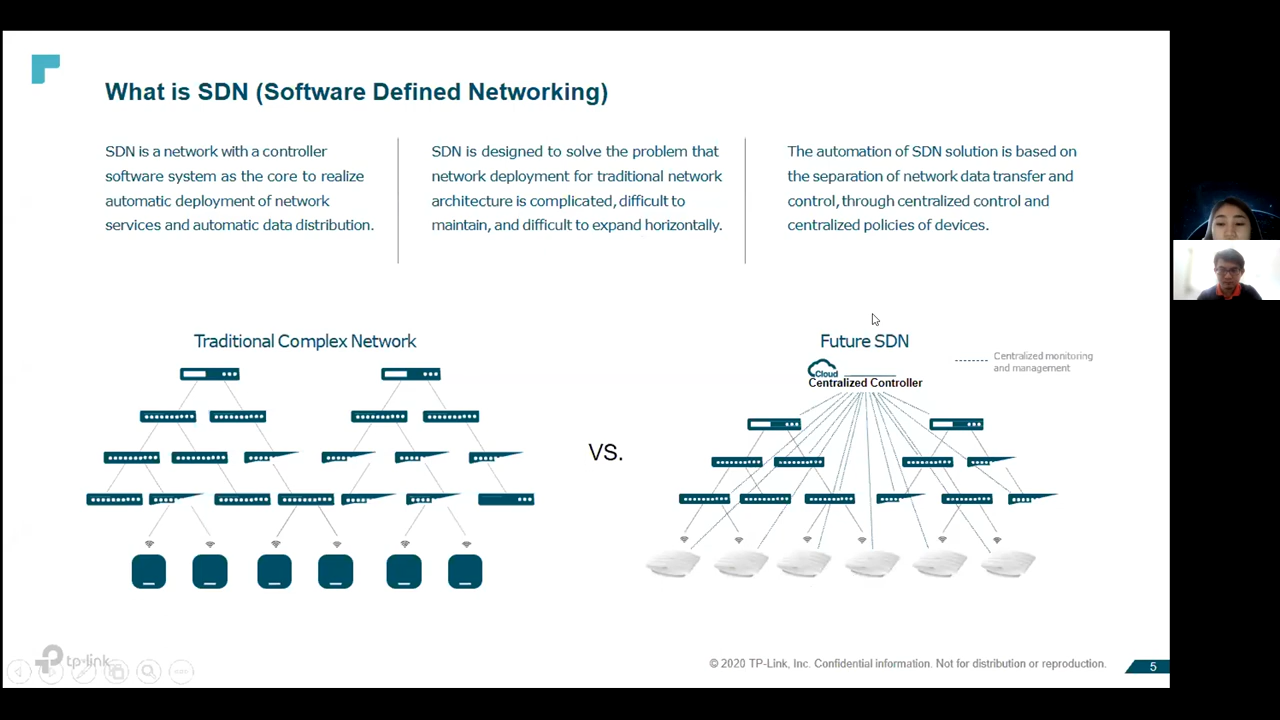 What is SDN (Software Defined Networking)
SDN is a network with a controller
software system as the core to realize
automatic deployment of network
services and automatic data distribution.
SDN is designed to solve the problem that
network deployment for traditional network
architecture is complicated, difficult to
maintain, and difficult to expand horizontally.
The automation of SDN solution is based on
the separation of network data transfer and
control, through centralized control and
centralized policies of devices.
Traditional Complex Network
VS.
Future SDN
Cloud
Centralized Controller
Centralized monitoring
and management
tp-link
© 2020 TP-Link, Inc. Confidential information. Not for distribution or reproduction.
5